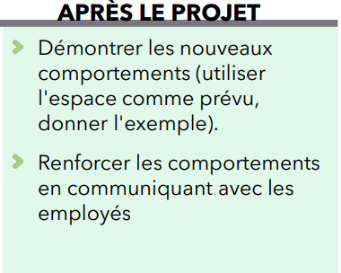 APRÈS LE PROJET
Démontrer les nouveaux
comportements (utiliser
l'espace comme prévu,
donner l'exemple).
Renforcer les comportements
en communiquant avec les
employés